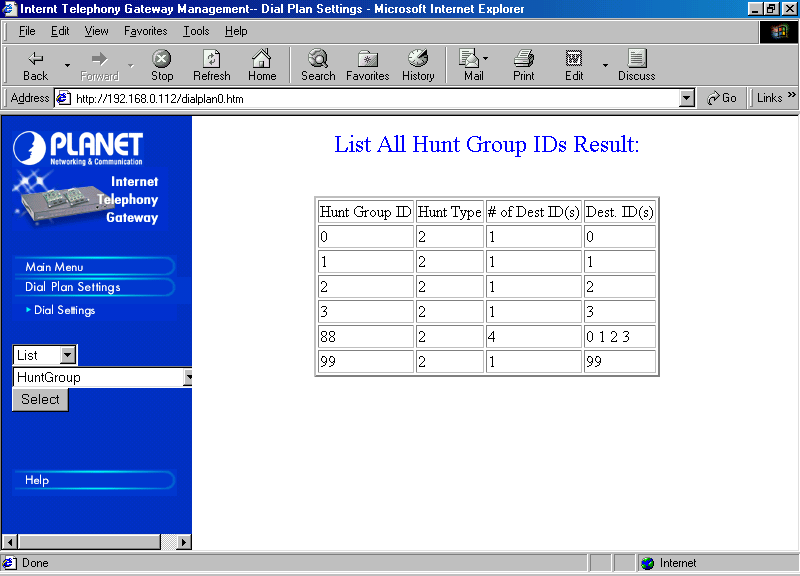 Internt Telephony Gateway Management-- Dial Plan Settings - Microsoft Internet Explorer
File Edit View Favorites Tools Help
Back Forward Stop Refresh Home Search Favorites History Mail Print Edit Discuss
Address http://192.168.0.112/dialplan0.htm Go Links »
PLANET
Networking & Communication
Internet
Telephony
Gateway
Main Menu
Dial Plan Settings
Dial Settings
List
HuntGroup
Select
Help
List All Hunt Group IDs Result:
Hunt Group ID Hunt Type # of Dest ID(s) Dest. ID(s)
0 2 1 0
1 2 1 1
2 2 1 2
3 2 1 3
88 2 4 0 1 2 3
99 2 1 99
Done Internet